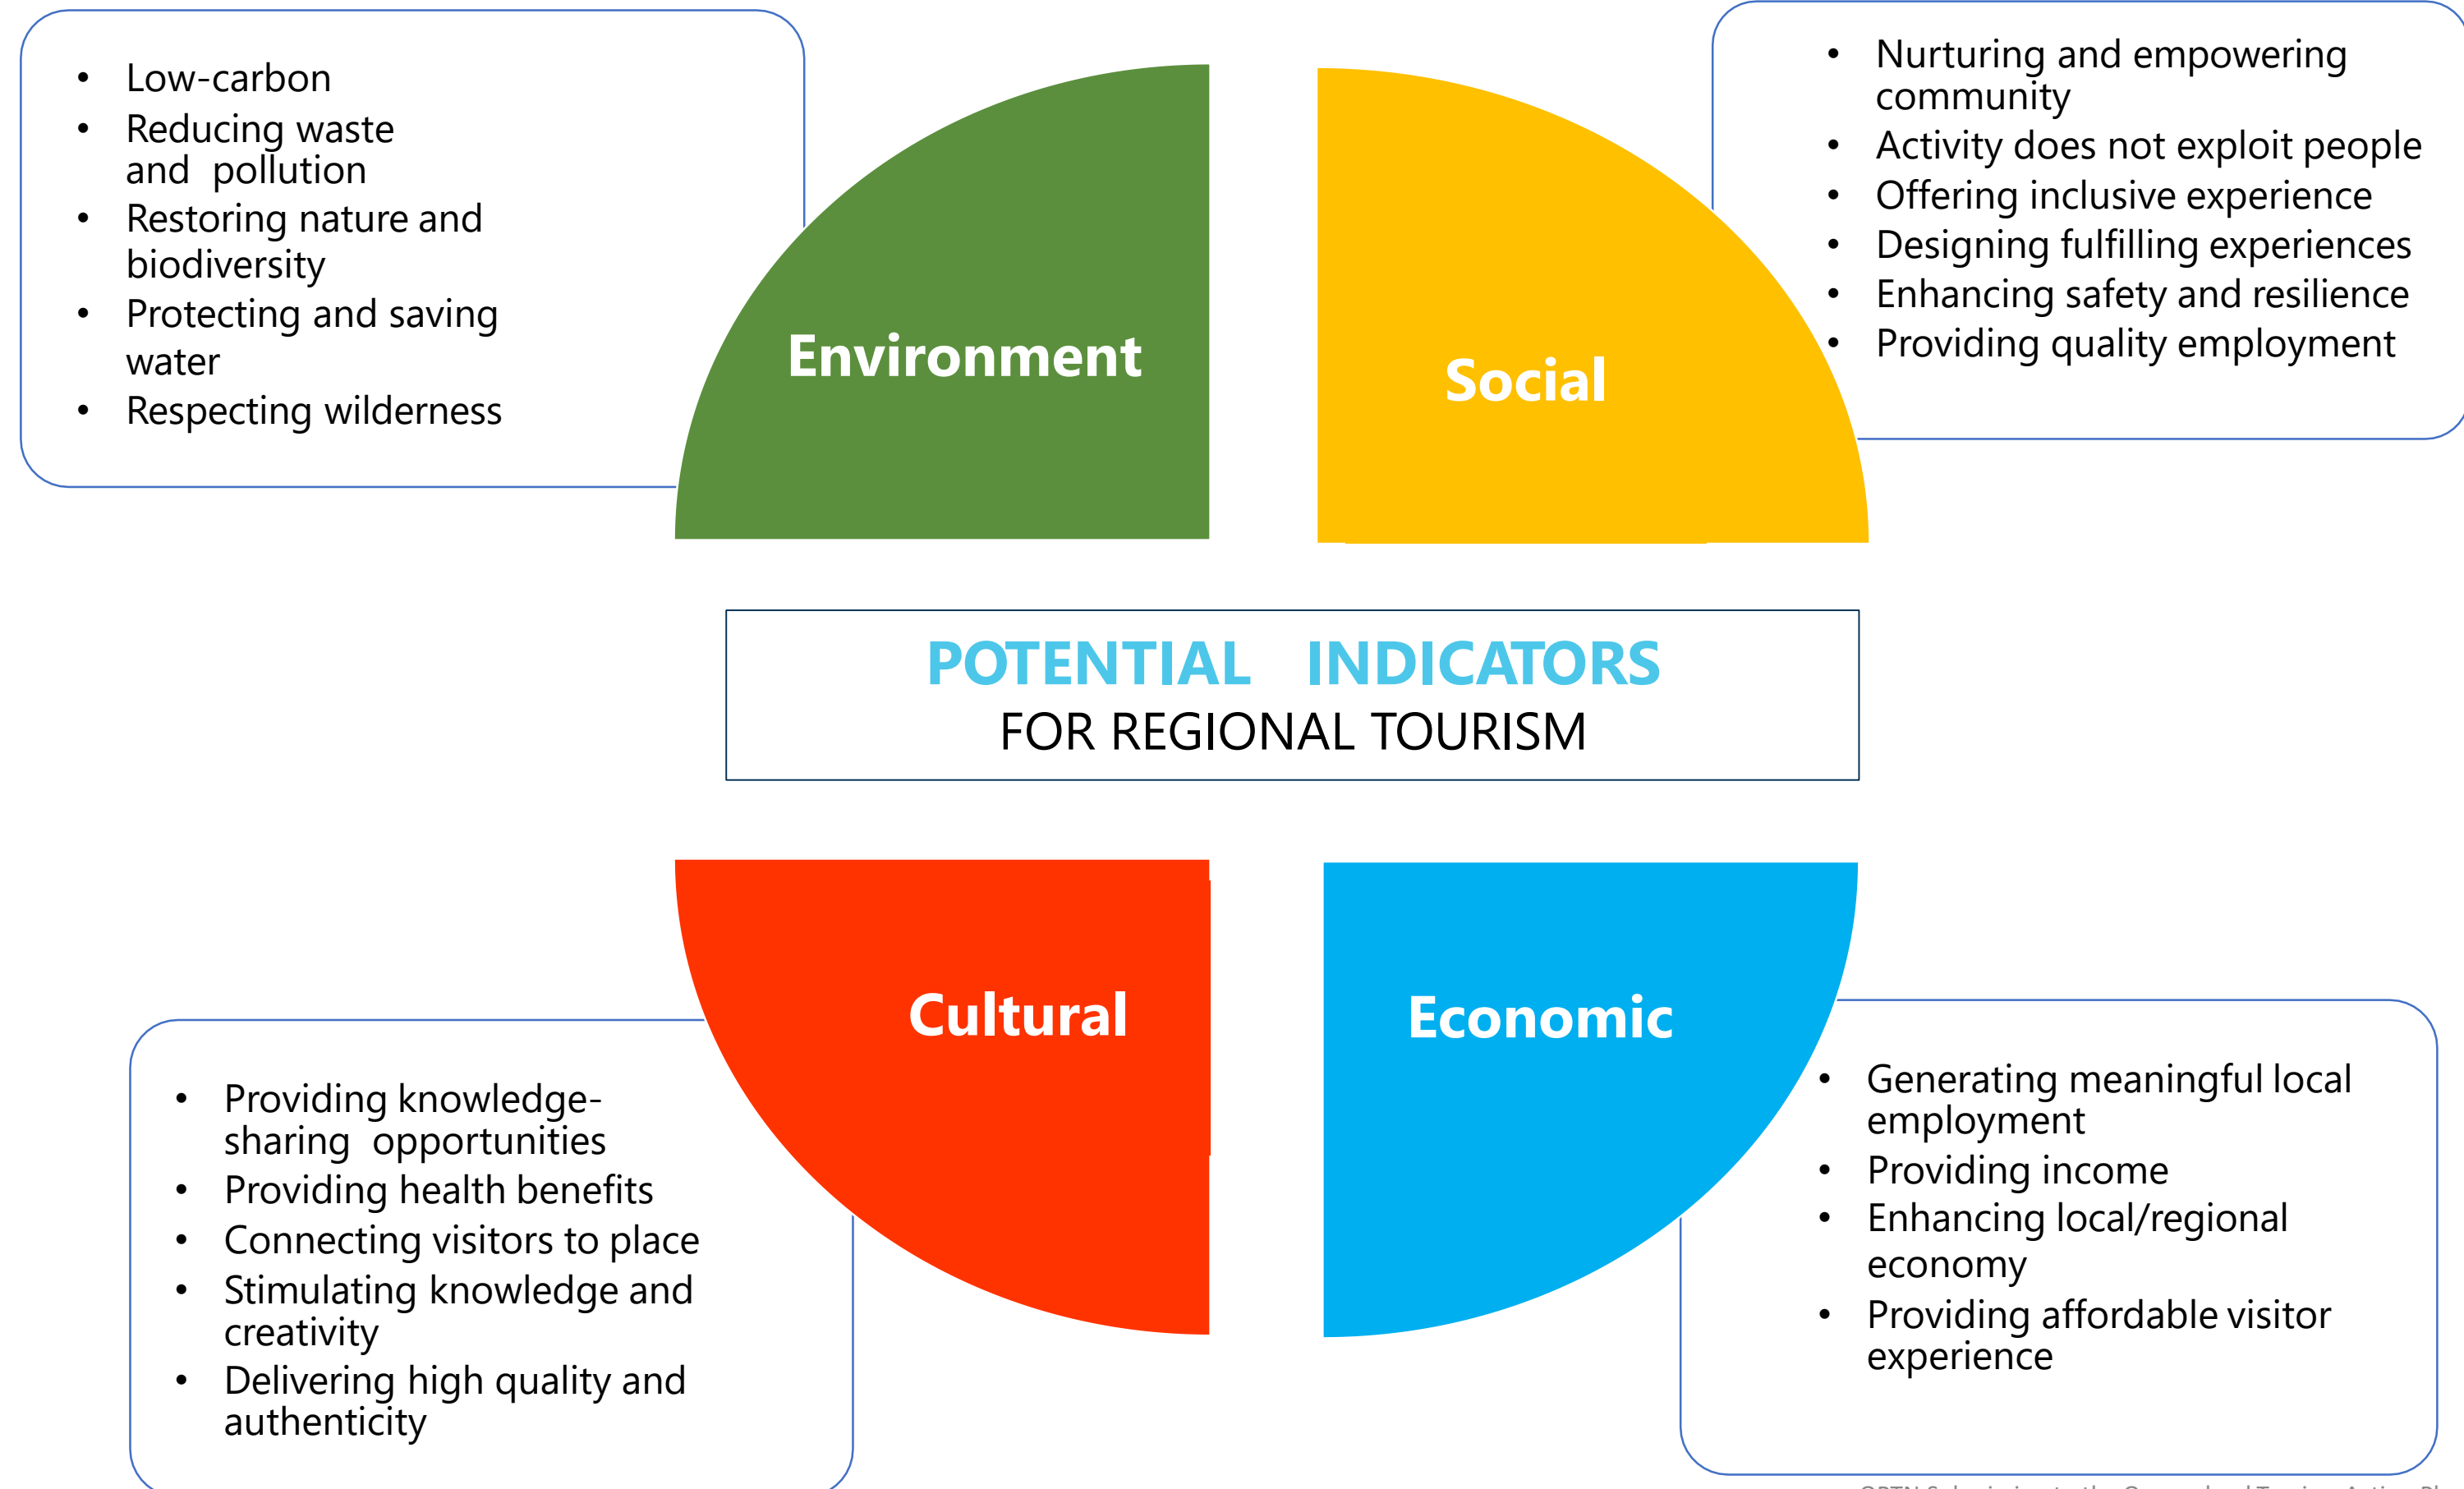 • Low-carbon
• Reducing waste
and pollution
• Restoring nature and
biodiversity
• Protecting and saving
water
• Respecting wilderness
Environment
• Nurturing and empowering
community
• Activity does not exploit people
• Offering inclusive experience
• Designing fulfilling experiences
• Enhancing safety and resilience
• Providing quality employment
Social
POTENTIAL INDICATORS
FOR REGIONAL TOURISM
Cultural
• Providing knowledge-
sharing opportunities
• Providing health benefits
• Connecting visitors to place
• Stimulating knowledge and
creativity
• Delivering high quality and
authenticity
Economic
• Generating meaningful local
employment
• Providing income
• Enhancing local/regional
economy
• Providing affordable visitor
experience